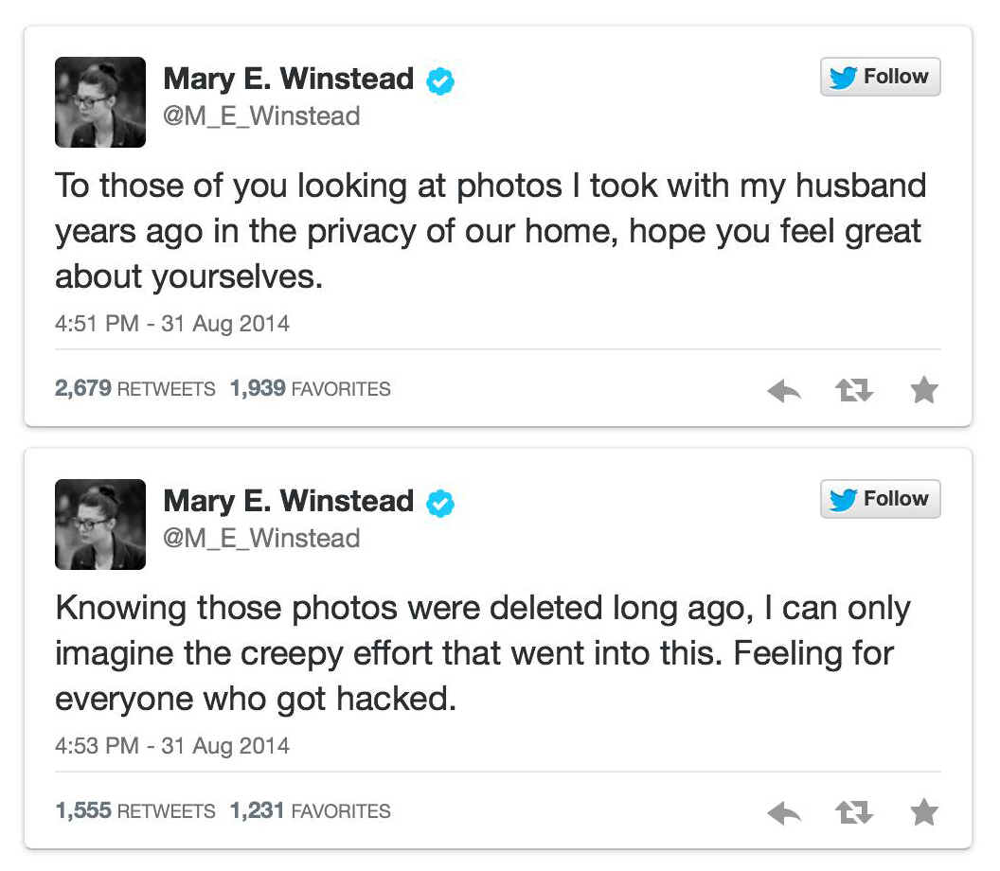 Mary E. Winstead
Follow
@M_E_Winstead
To those of you looking at photos I took with my husband
years ago in the privacy of our home, hope you feel great
about yourselves.
4:51 PM - 31 Aug 2014
2,679 RETWEETS 1,939 FAVORITES
Mary E. Winstead
Follow
@M_E_Winstead
Knowing those photos were deleted long ago, I can only
imagine the creepy effort that went into this. Feeling for
everyone who got hacked.
4:53 PM - 31 Aug 2014
1,555 RETWEETS 1,231 FAVORITES